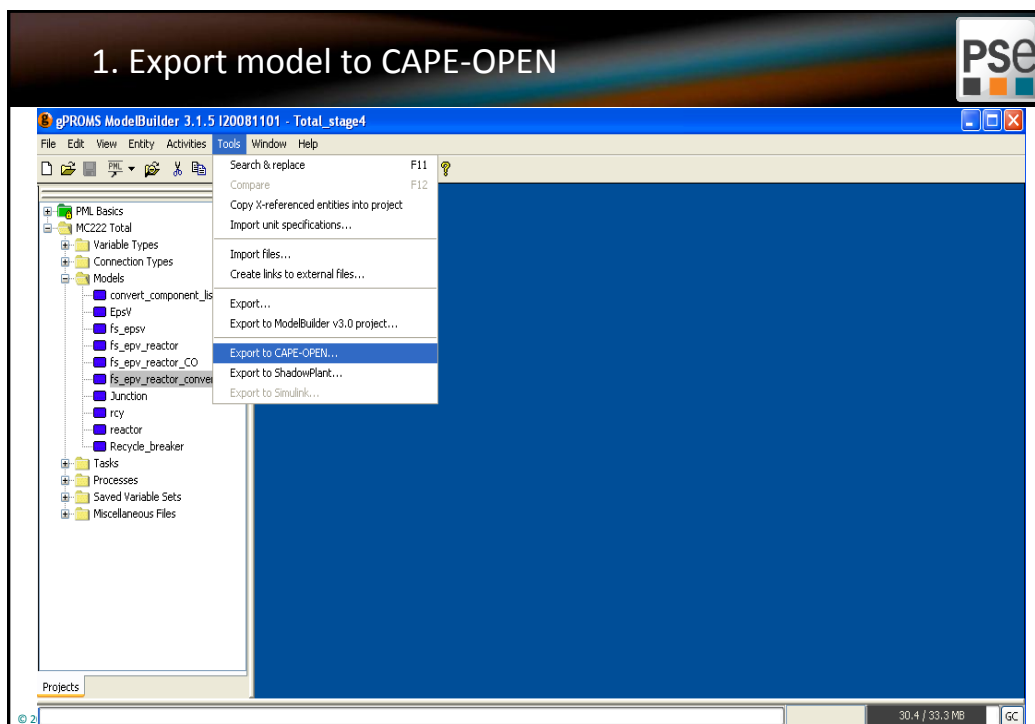 1. Export model to CAPE-OPEN
PSe
gPROMS ModelBuilder 3.1.5 I20081101 - Total_stage4
File Edit View Entity Activities Tools Window Help
PML
Search & replace F11
Compare F12
Copy X-referenced entities into project
Import unit specifications...
Import files...
Create links to external files...
Export...
Export to ModelBuilder v3.0 project...
Export to CAPE-OPEN...
Export to ShadowPlant...
Export to Simulink...
PML Basics
MC222 Total
Variable Types
Connection Types
Models
convert_component_lis
EpsV
fs_epsv
fs_epv_reactor
fs_epv_reactor_CO
fs_epv_reactor_conver
Junction
rcy
reactor
Recycle_breaker
Tasks
Processes
Saved Variable Sets
Miscellaneous Files
Projects
© 2
30.4 / 33.3 MB GC